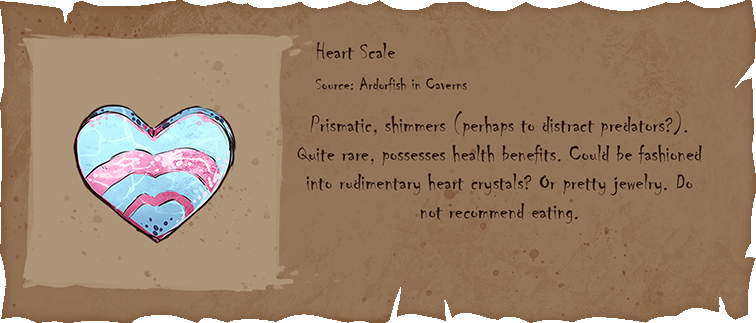 Heart Scale
Source: Ardorfish in Caverns
Prismatic, shimmers (perhaps to distract predators?).
Quite rare, possesses health benefits. Could be fashioned
into rudimentary heart crystals? Or pretty jewelry. Do
not recommend eating.